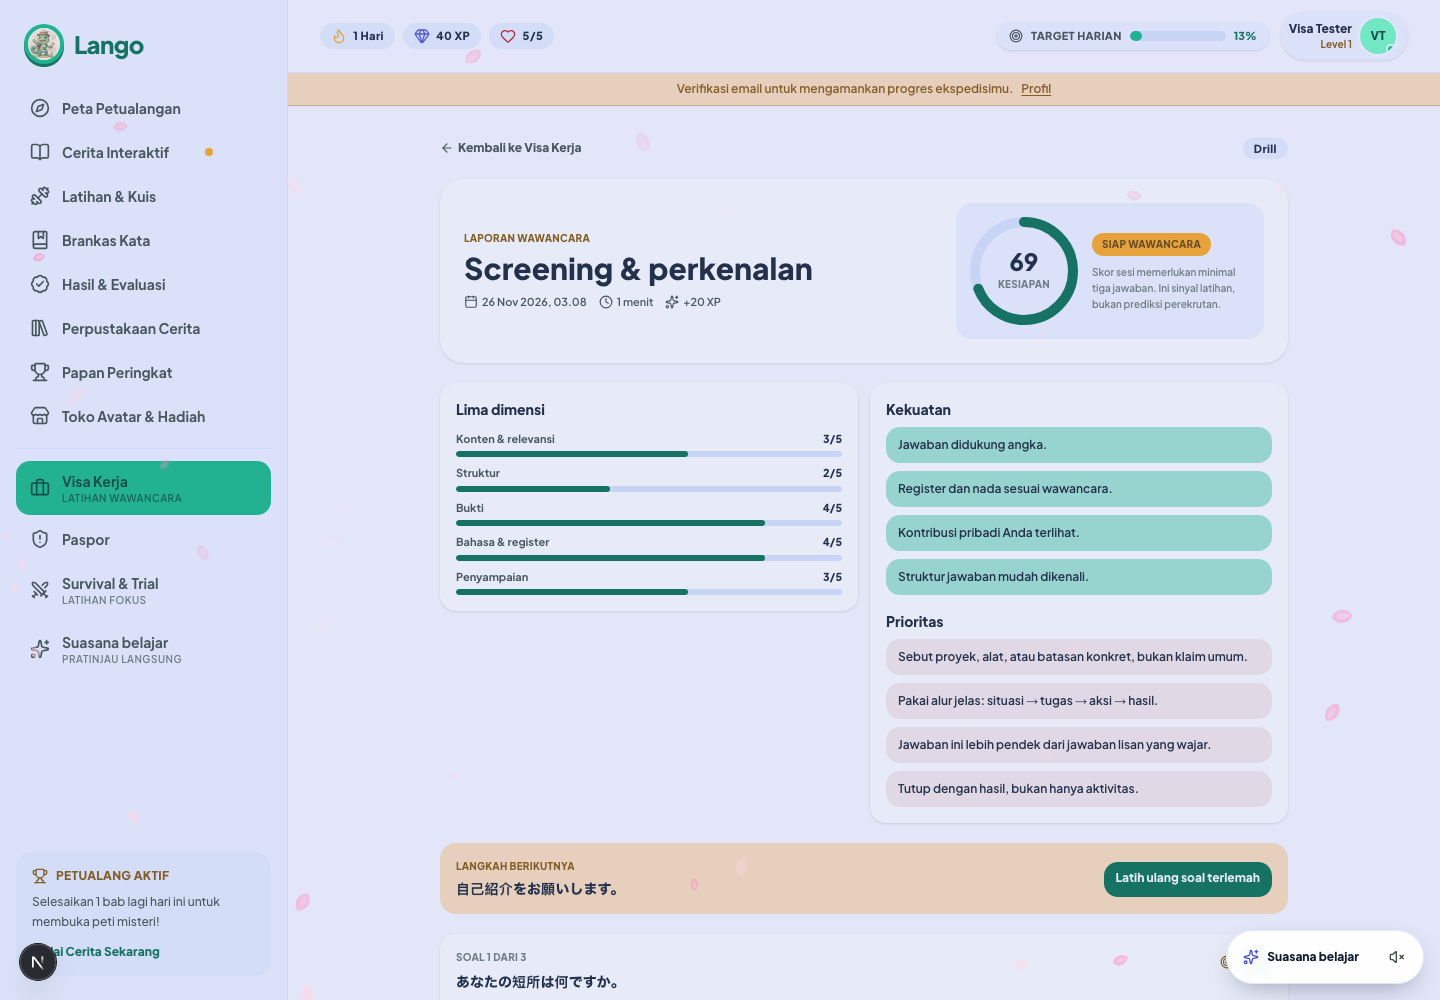 Lango
Peta Petualangan
Cerita Interaktif
Latihan & Kuis
Brankas Kata
Hasil & Evaluasi
Perpustakaan Cerita
Papan Peringkat
Toko Avatar & Hadiah
Visa Kerja
LATIHAN WAWANCARA
Paspor
Survival & Trial
LATIHAN FOKUS
Suasana belajar
PRATINJAU LANGSUNG
PETUALANG AKTIF
Selesaikan 1 bab lagi hari ini untuk
membuka peti misteri!
Cerita Sekarang
N
1 Hari
40 XP
5/5
TARGET HARIAN
13%
Visa Tester
Level 1
VT
Verifikasi email untuk mengamankan progres ekspedisimu. Profil
← Kembali ke Visa Kerja
Drill
LAPORAN WAWANCARA
Screening & perkenalan
26 Nov 2026, 03.08 1 menit +20 XP
69
KESIAPAN
SIAP WAWANCARA
Skor sesi memerlukan minimal
tiga jawaban. Ini sinyal latihan,
bukan prediksi perekrutan.
Lima dimensi
Konten & relevansi 3/5
Struktur 2/5
Bukti 4/5
Bahasa & register 4/5
Penyampaian 3/5
Kekuatan
Jawaban didukung angka.
Register dan nada sesuai wawancara.
Kontribusi pribadi Anda terlihat.
Struktur jawaban mudah dikenali.
Prioritas
Sebut proyek, alat, atau batasan konkret, bukan klaim umum.
Pakai alur jelas: situasi → tugas → aksi → hasil.
Jawaban ini lebih pendek dari jawaban lisan yang wajar.
Tutup dengan hasil, bukan hanya aktivitas.
LANGKAH BERIKUTNYA
自己紹介をお願いします。
Latih ulang soal terlemah
SOAL 1 DARI 3
あなたの短所は何ですか。
Suasana belajar